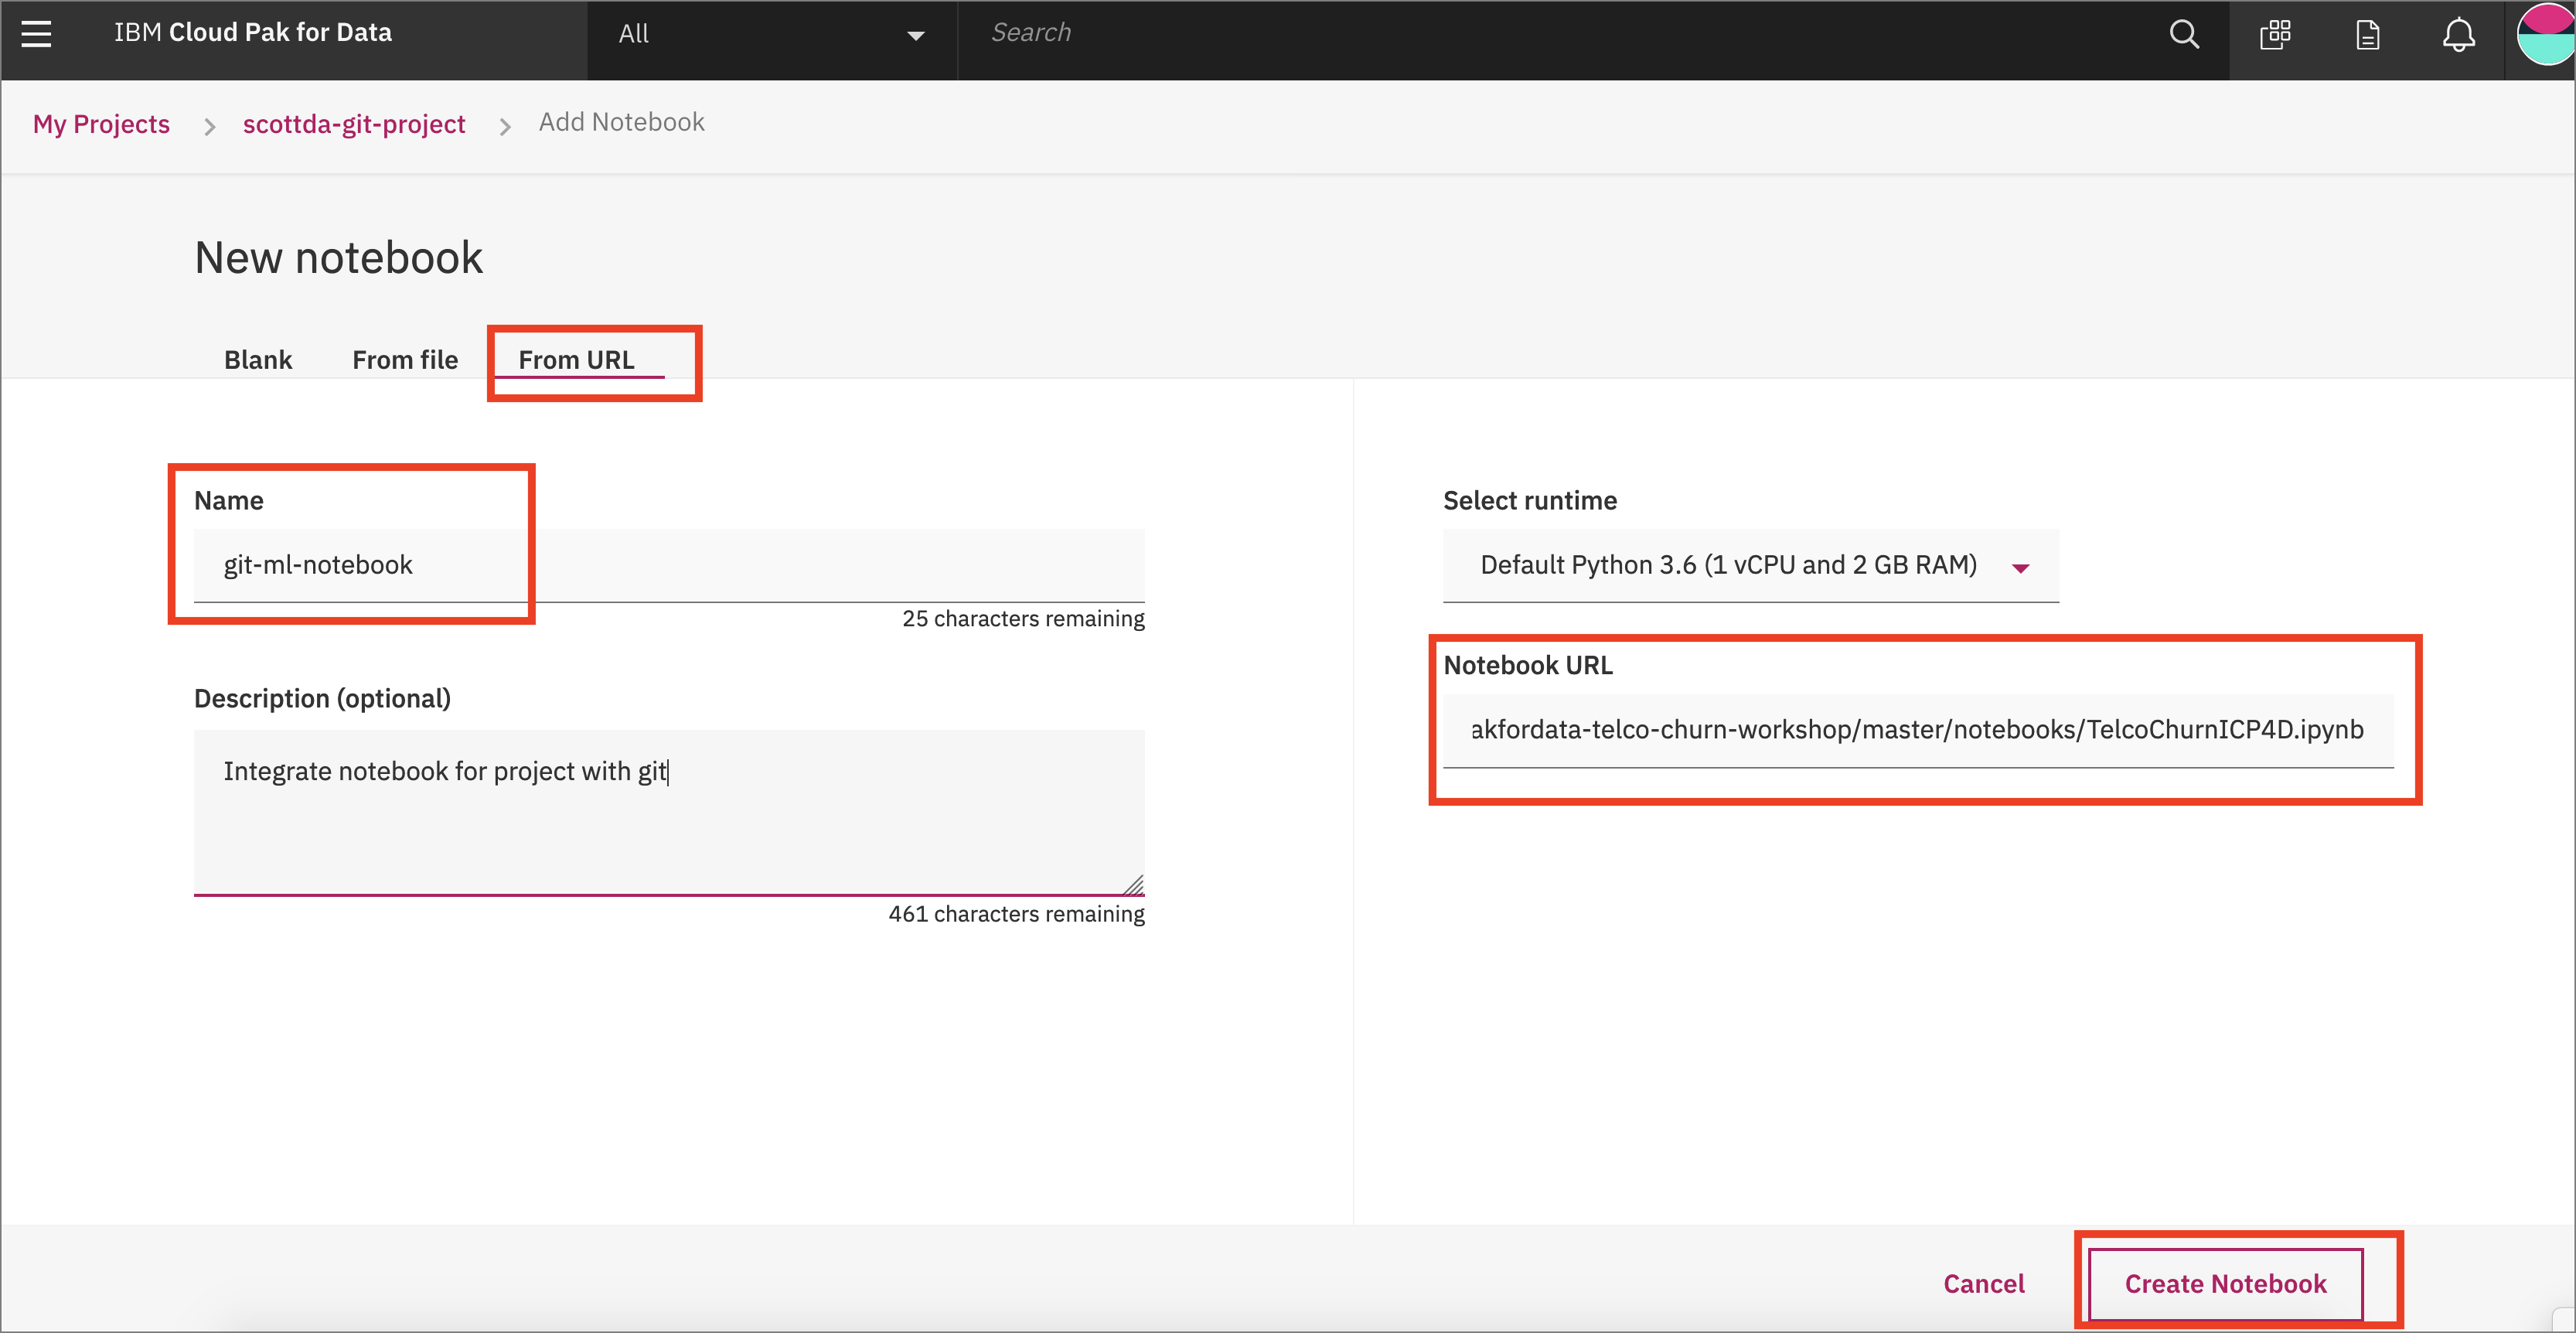 IBM Cloud Pak for Data
All
Search
My Projects > scottda-git-project > Add Notebook
New notebook
Blank From file From URL
Name
git-ml-notebook
25 characters remaining
Description (optional)
Integrate notebook for project with git
461 characters remaining
Select runtime
Default Python 3.6 (1 vCPU and 2 GB RAM)
Notebook URL
akfordata-telco-churn-workshop/master/notebooks/TelcoChurnICP4D.ipynb
Cancel
Create Notebook